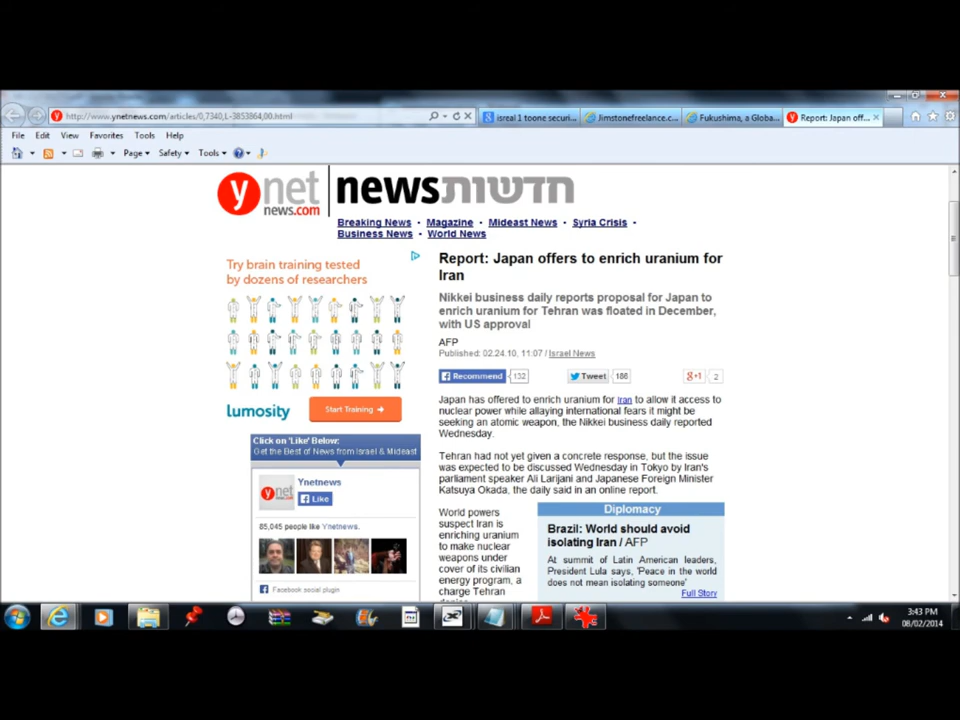 http://www.ynetnews.com/articles/0,7340,L-3853864,00.html
isreal 1 toone securi...
Jimstonefreelance.c...
Fukushima, a Globa...
Report: Japan off...
File Edit View Favorites Tools Help
Page Safety Tools
y net
news.com
news חדשות
Breaking News • Magazine • Mideast News • Syria Crisis •
Business News • World News
Try brain training tested
by dozens of researchers
lumosity
Start Training
Click on 'Like' Below:
Get the Best of News from Israel & Mideast
ynet
Ynetnews
Like
85,045 people like Ynetnews.
Facebook social plugin
Report: Japan offers to enrich uranium for
Iran
Nikkei business daily reports proposal for Japan to
enrich uranium for Tehran was floated in December,
with US approval
AFP
Published: 02.24.10, 11:07 / Israel News
Recommend 132
Tweet 186
g+1 2
Japan has offered to enrich uranium for Iran to allow it access to
nuclear power while allaying international fears it might be
seeking an atomic weapon, the Nikkei business daily reported
Wednesday.
Tehran had not yet given a concrete response, but the issue
was expected to be discussed Wednesday in Tokyo by Iran's
parliament speaker Ali Larijani and Japanese Foreign Minister
Katsuya Okada, the daily said in an online report.
World powers
suspect Iran is
enriching uranium
to make nuclear
weapons under
cover of its civilian
energy program, a
charge Tehran
Diplomacy
Brazil: World should avoid
isolating Iran / AFP
At summit of Latin American leaders,
President Lula says, 'Peace in the world
does not mean isolating someone'
Full Story
3:43 PM
08/02/2014